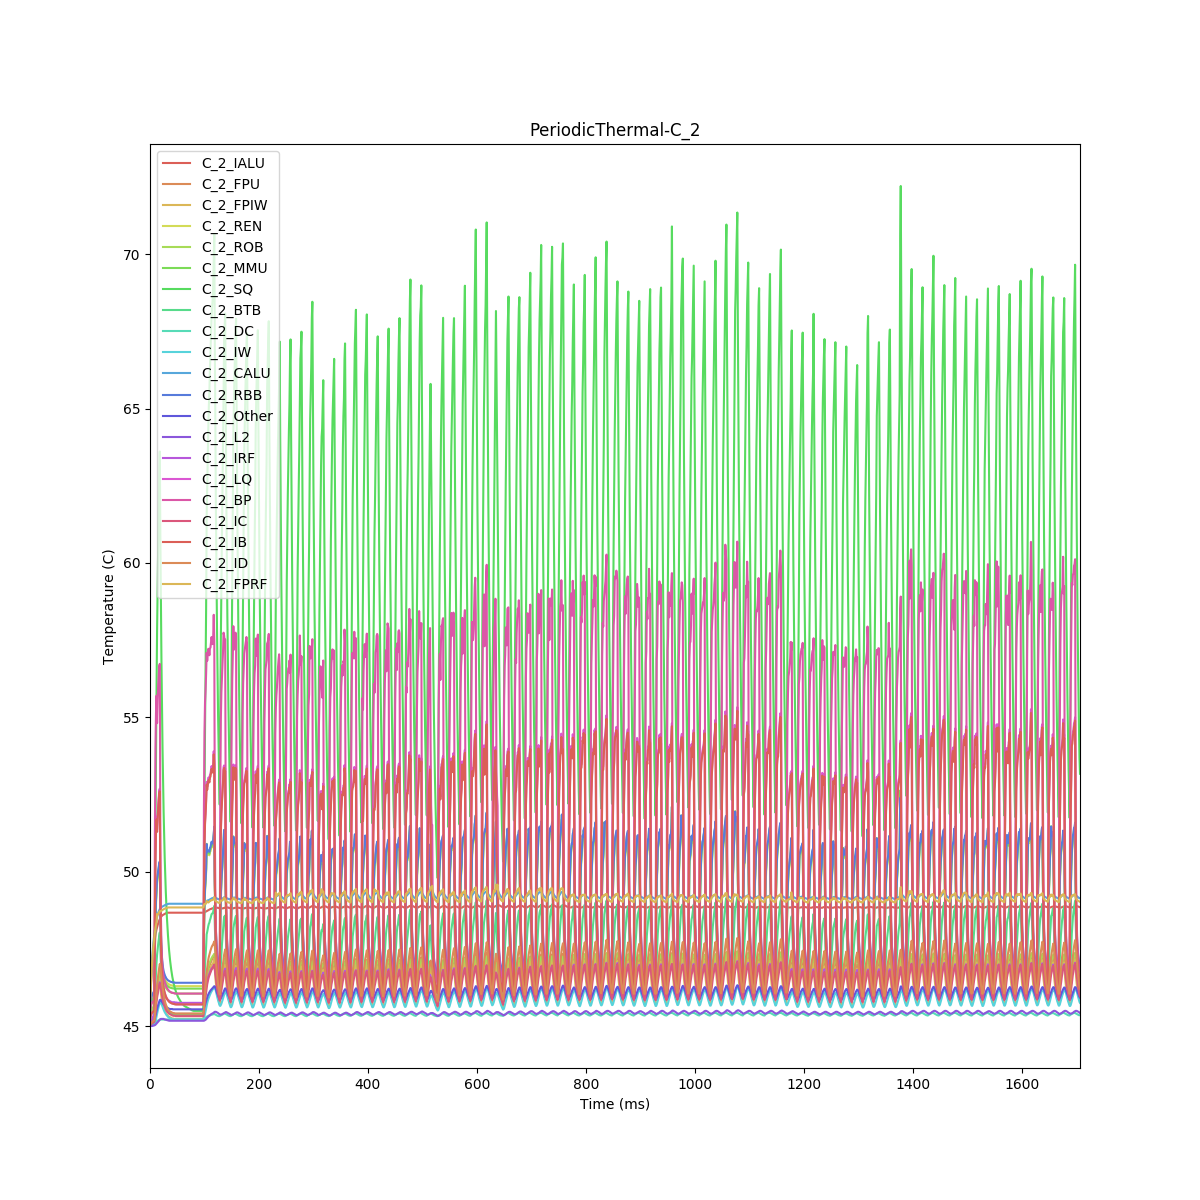 PeriodicThermal-C_2
C_2_IALU
C_2_FPU
C_2_FPIW
C_2_REN
C_2_ROB
C_2_MMU
C_2_SQ
C_2_BTB
C_2_DC
C_2_IW
C_2_CALU
C_2_RBB
C_2_Other
C_2_L2
C_2_IRF
C_2_LQ
C_2_BP
C_2_IC
C_2_IB
C_2_ID
C_2_FPRF
Temperature (C)
70
65
60
55
50
45
0 200 400 600 800 1000 1200 1400 1600
Time (ms)